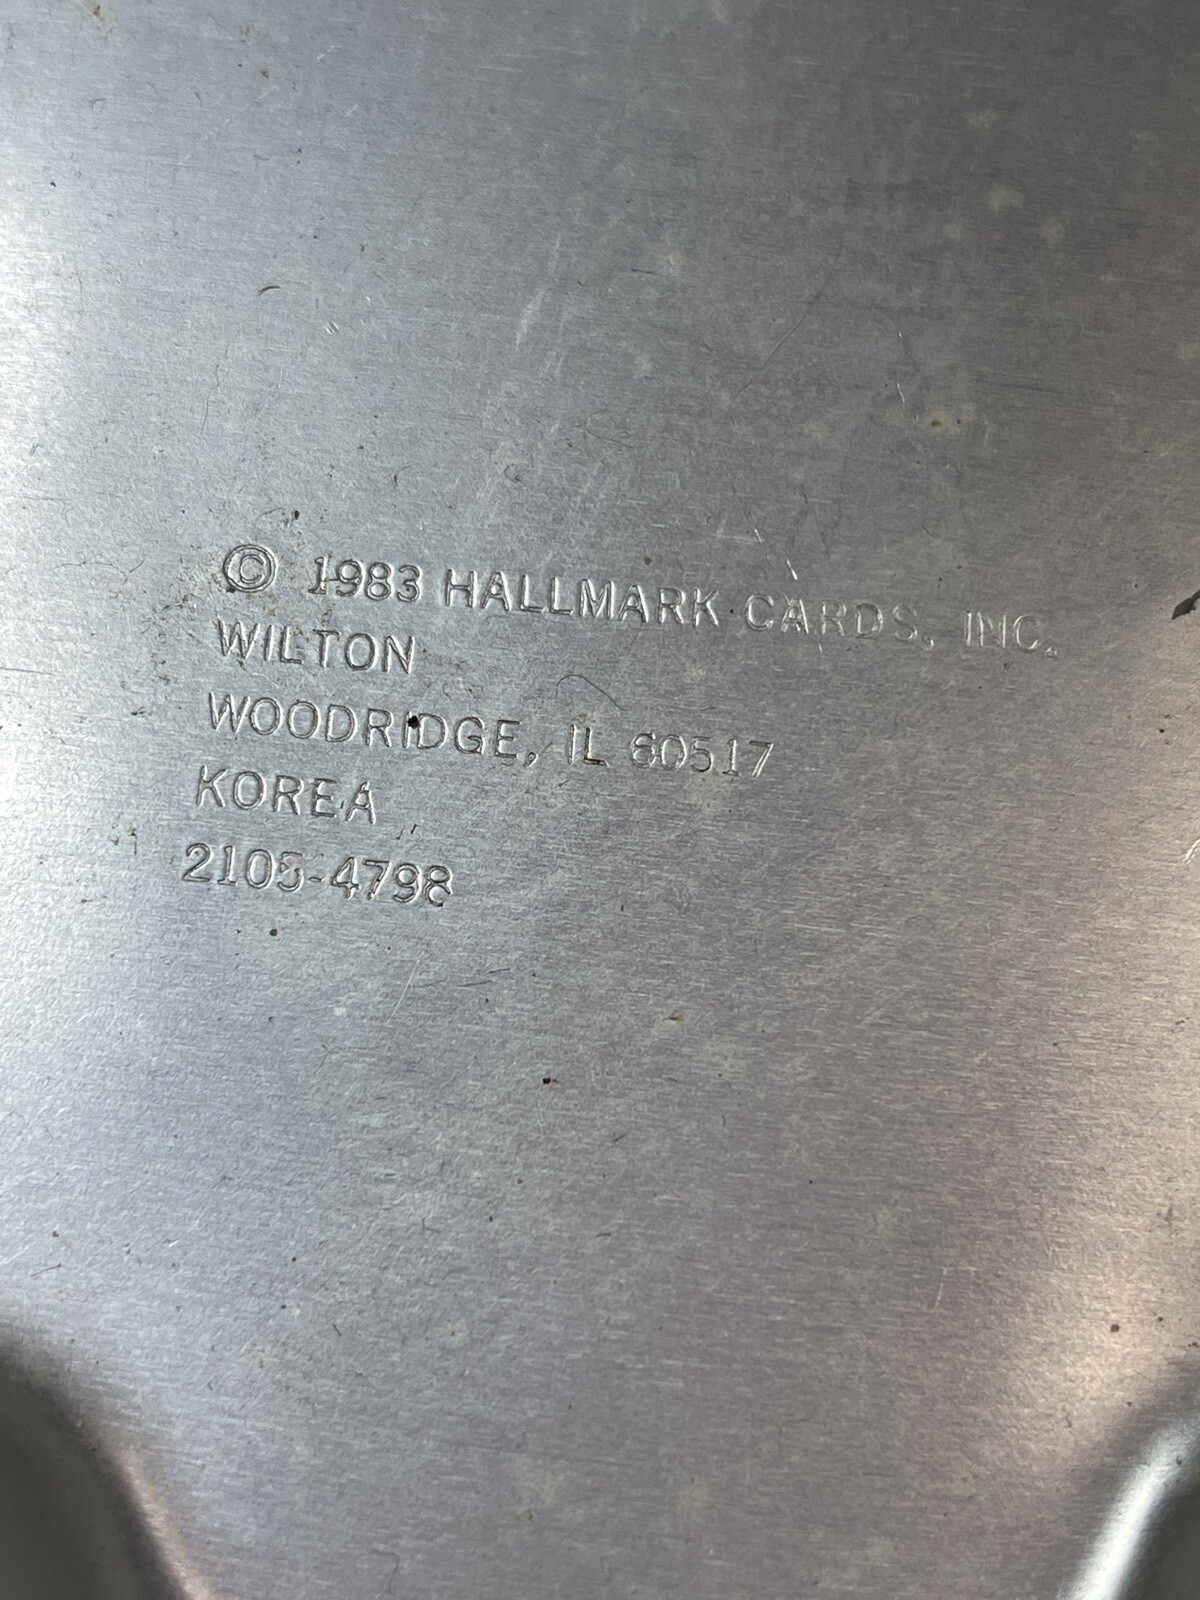 © 1983 HALLMARK CARDS, INC.
WILTON
WOODRIDGE, IL 60517
KOREA
2105-4798